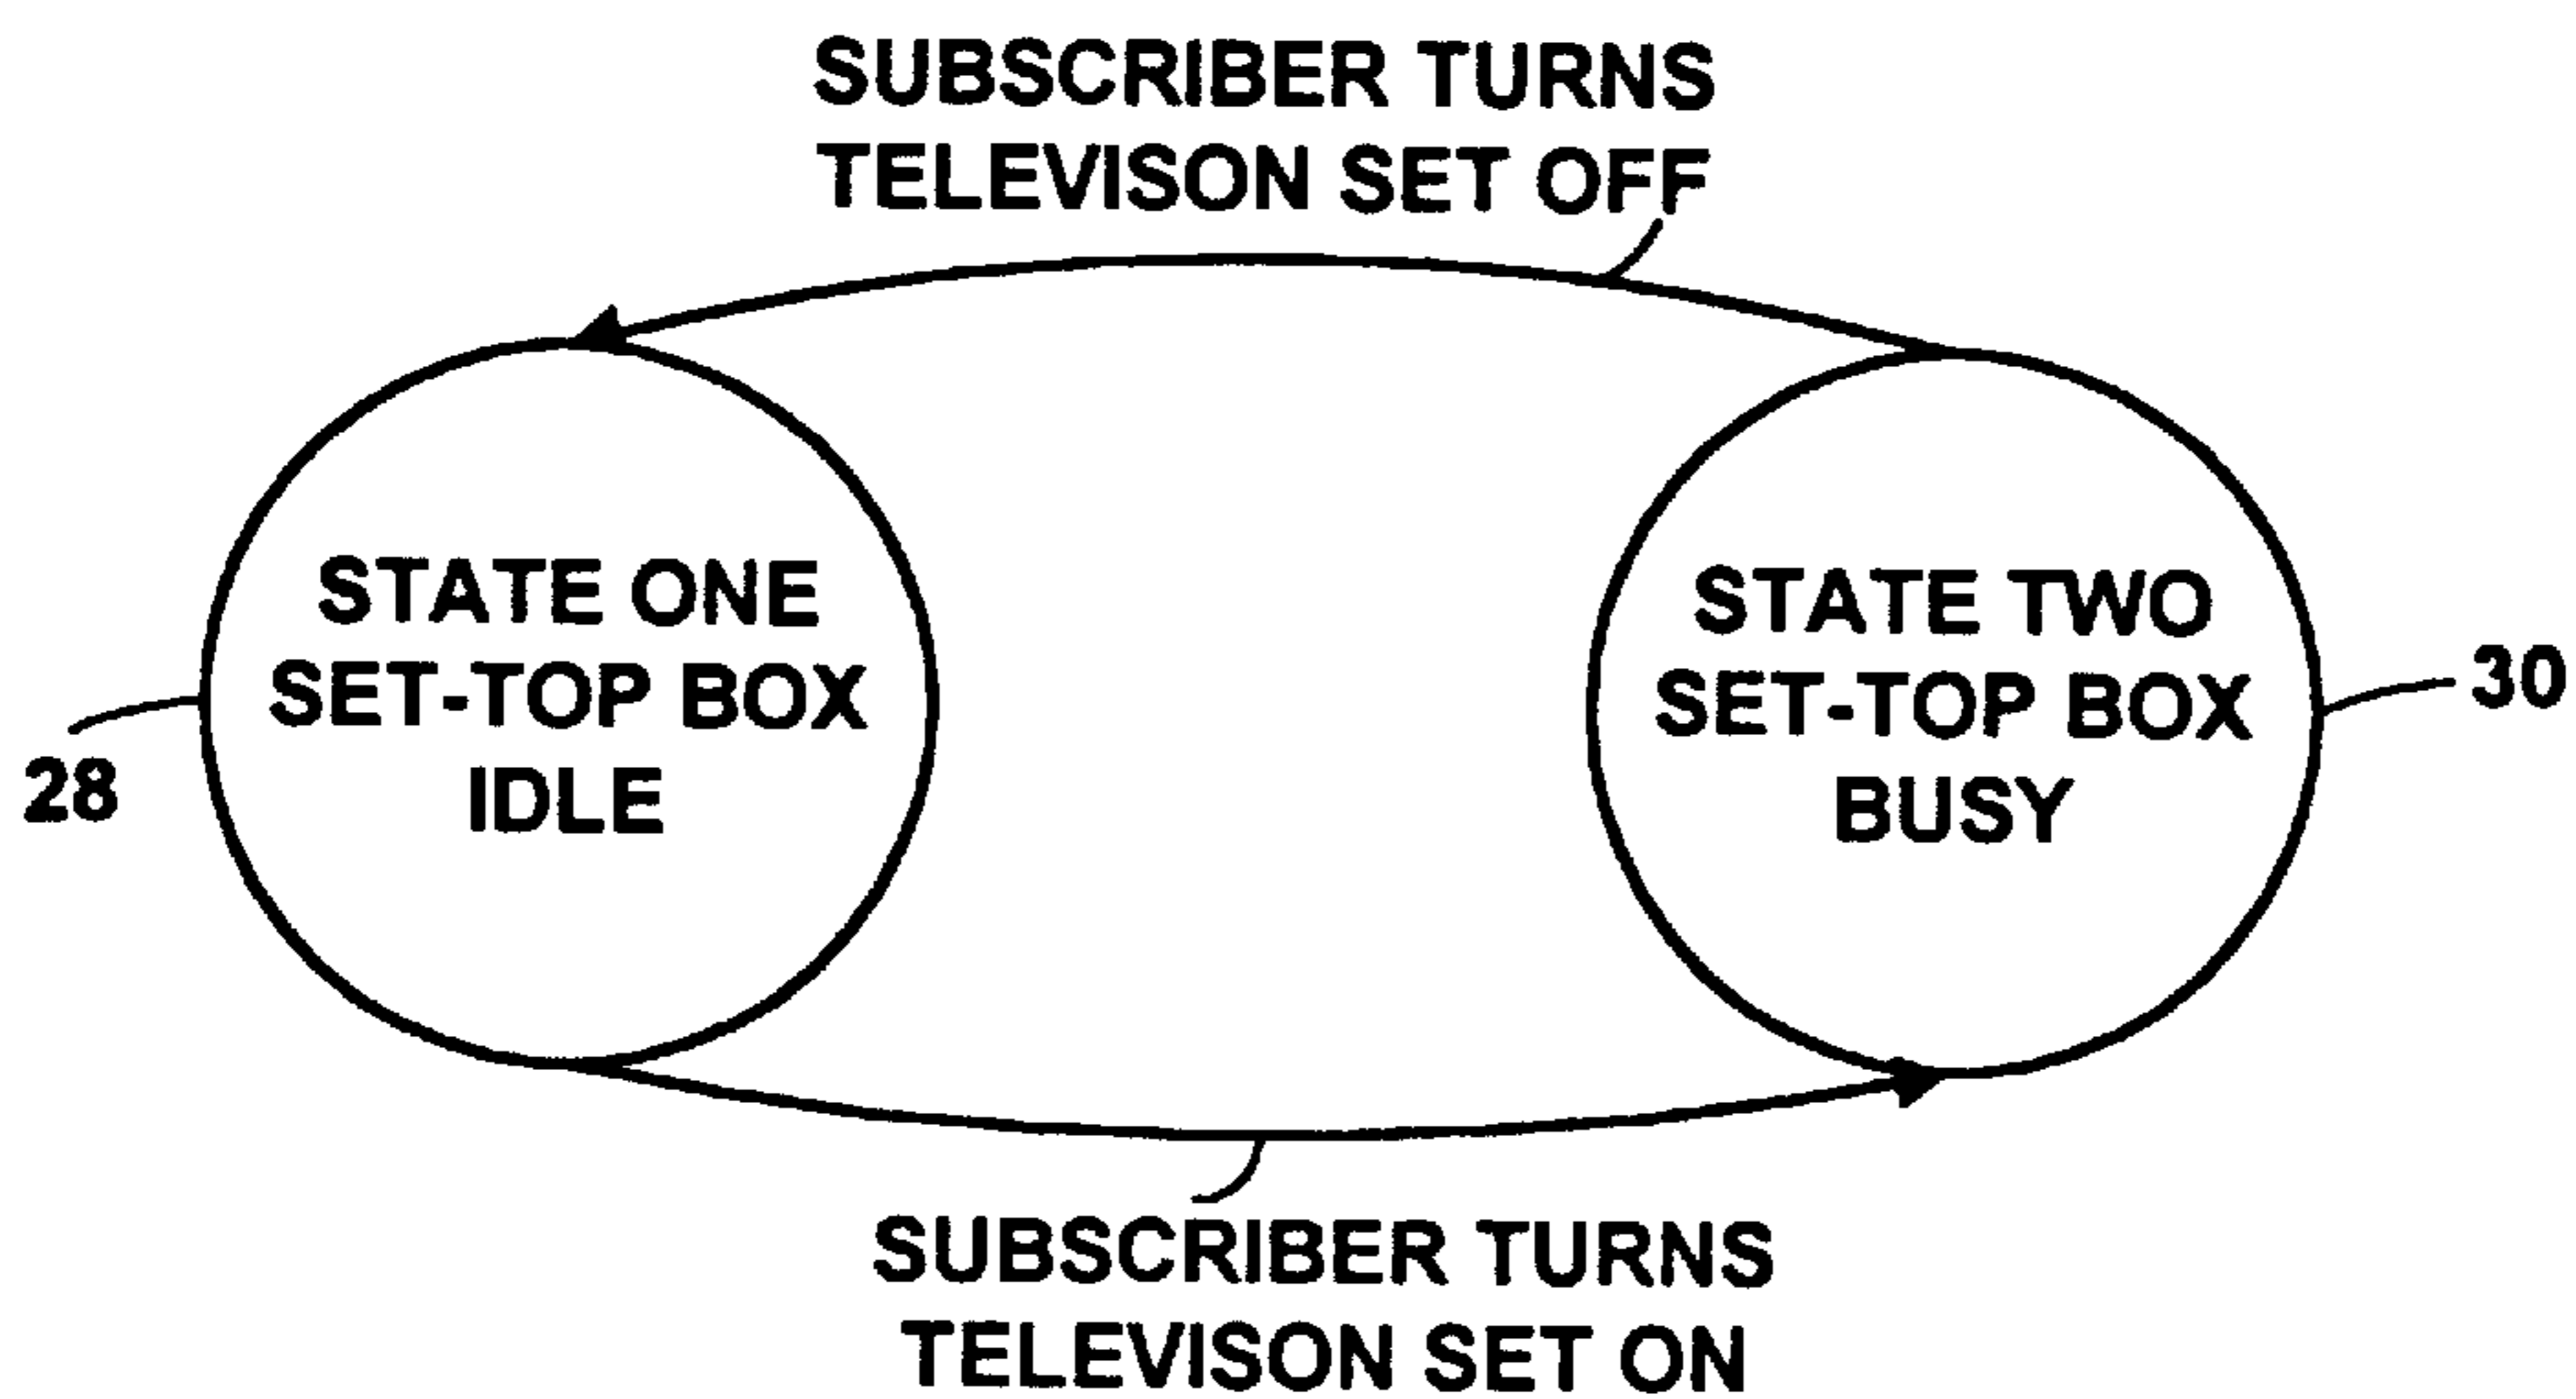 SUBSCRIBER TURNS
TELEVISON SET OFF
STATE ONE
SET-TOP BOX
IDLE
28
STATE TWO
SET-TOP BOX
BUSY
30
SUBSCRIBER TURNS
TELEVISON SET ON